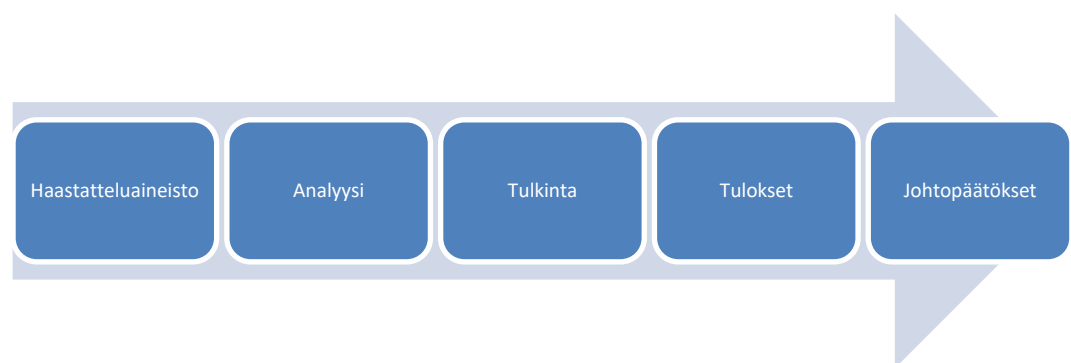 Haastatteluaineisto
Analyysi
Tulkinta
Tulokset
Johtopäätökset